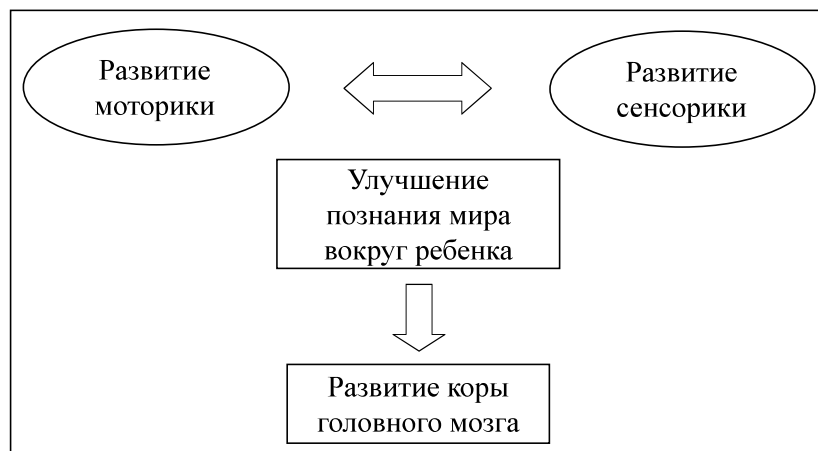 Развитие
моторики
Развитие
сенсорики
Улучшение
познания мира
вокруг ребенка
Развитие коры
головного мозга